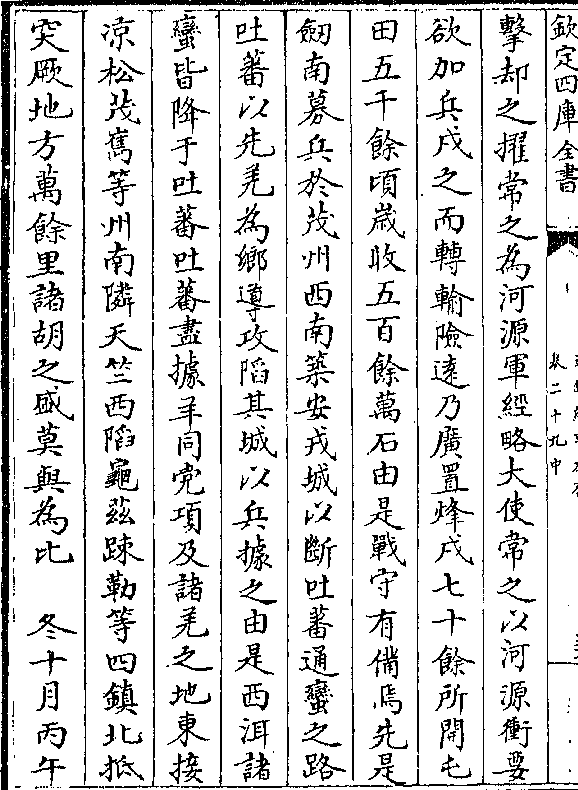 欽定四庫全書
卷二十九中
擊却之擢常之為河源軍經略大使常之以河源衝要
欲加兵戍之而轉輸險遠乃廣置烽戍七十餘所開屯
田五千餘頃歲收五百餘萬石由是戰守有備焉先是
劒南募兵於茂州西南築安戎城以斷吐蕃通蠻之路
吐蕃以先羌為鄉導攻陷其城以兵據之由是西洱諸
蠻皆降于吐蕃吐蕃盡據羊同党項及諸羌之地東接
涼松茂嶲等州南隣天竺西陷龜兹踈勒等四鎮北抵
突厥地方萬餘里諸胡之盛莫與為比 冬十月丙午